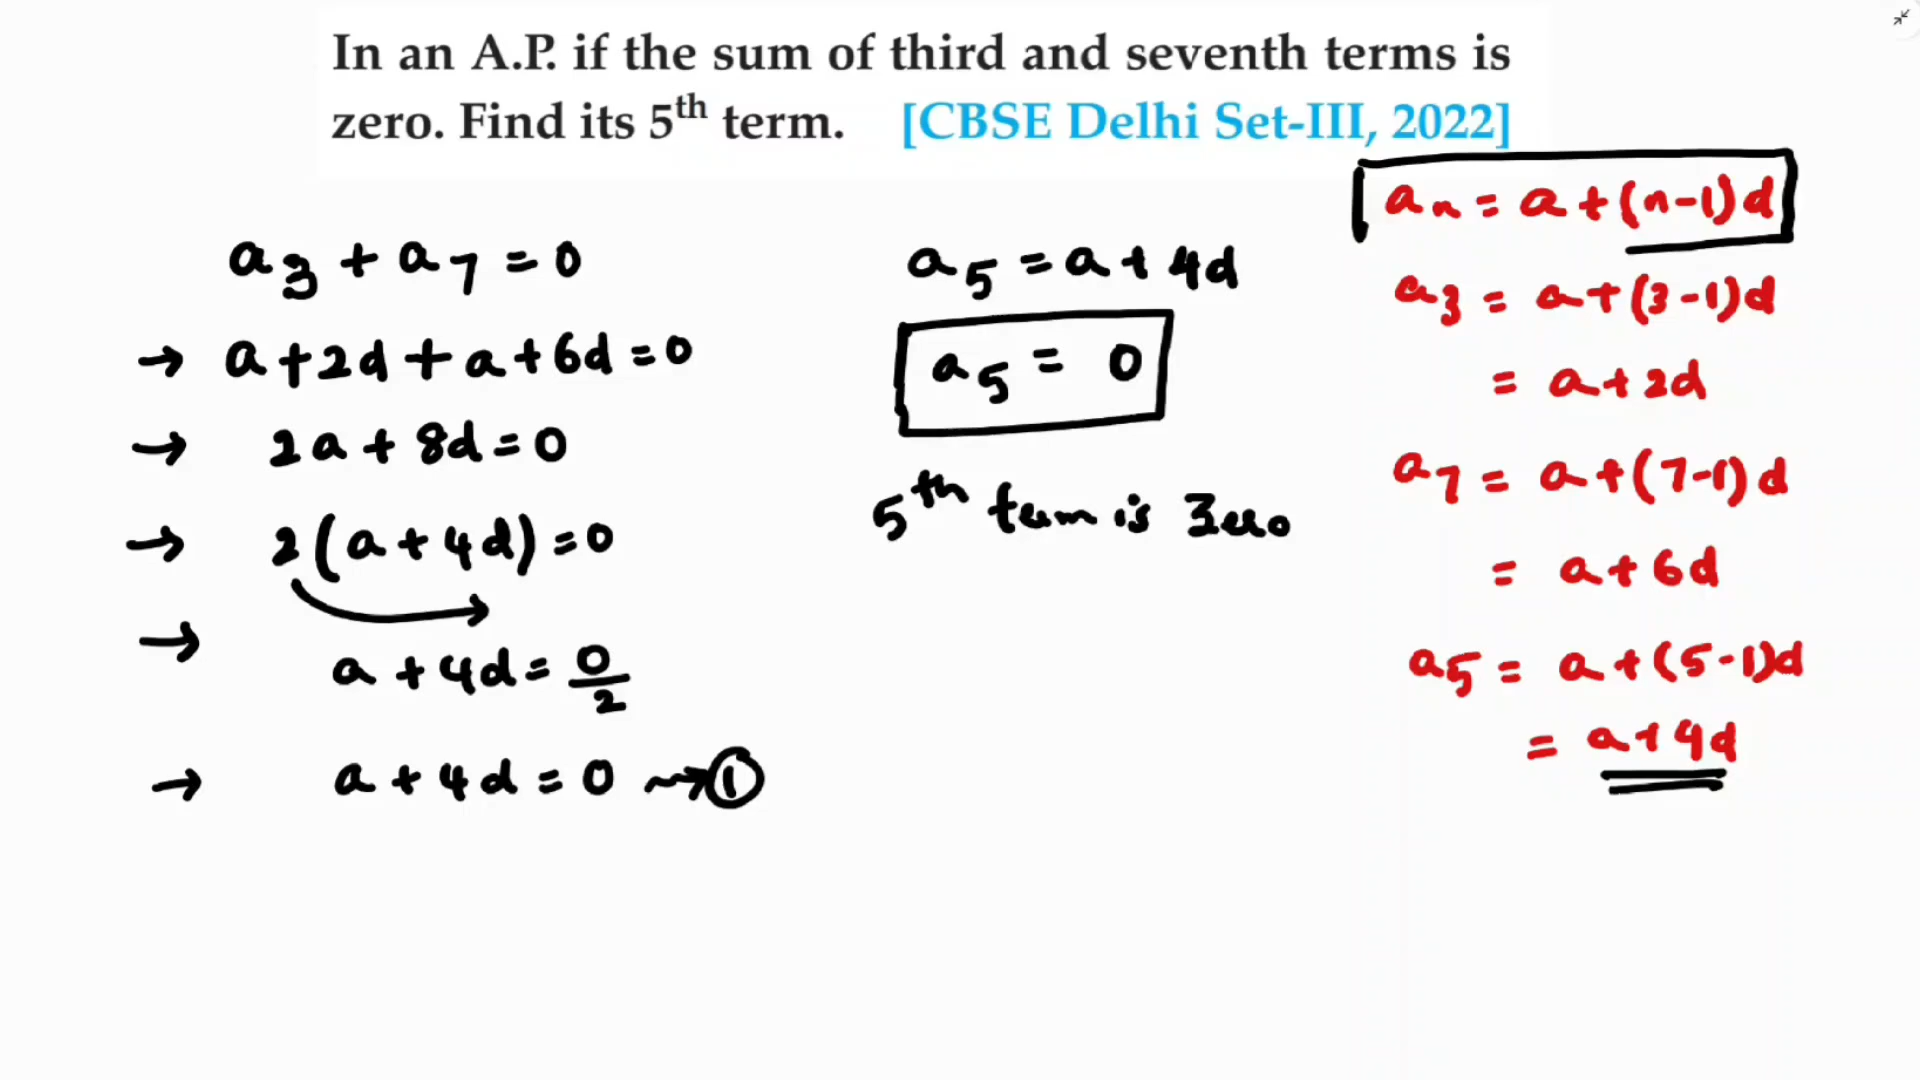 In an A.P. if the sum of third and seventh terms is
zero. Find its 5th term. [CBSE Delhi Set-III, 2022]
a3 + a7 = 0
→ a + 2d + a + 6d = 0
→ 2a + 8d = 0
→ 2(a + 4d) = 0
→ a + 4d = 0/2
→ a + 4d = 0 ⇝ ①
a5 = a + 4d
a5 = 0
5th term is Zero
an = a + (n-1)d
a3 = a + (3-1)d
= a + 2d
a7 = a + (7-1)d
= a + 6d
a5 = a + (5-1)d
= a + 4d